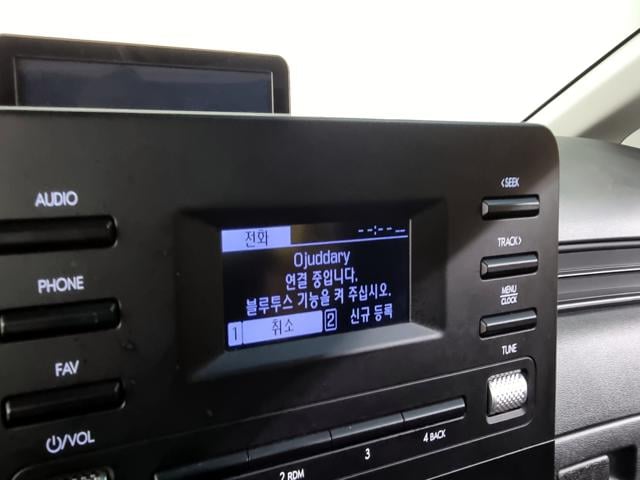 AUDIO
PHONE
FAV
⏻/VOL
전화
--:-- _
Ojuddary
연결 중입니다.
블루투스 기능을 켜 주십시오.
1 취소 2 신규 등록
<SEEK
TRACK>
MENU
CLOCK
TUNE
2 RDM
3
4 BACK